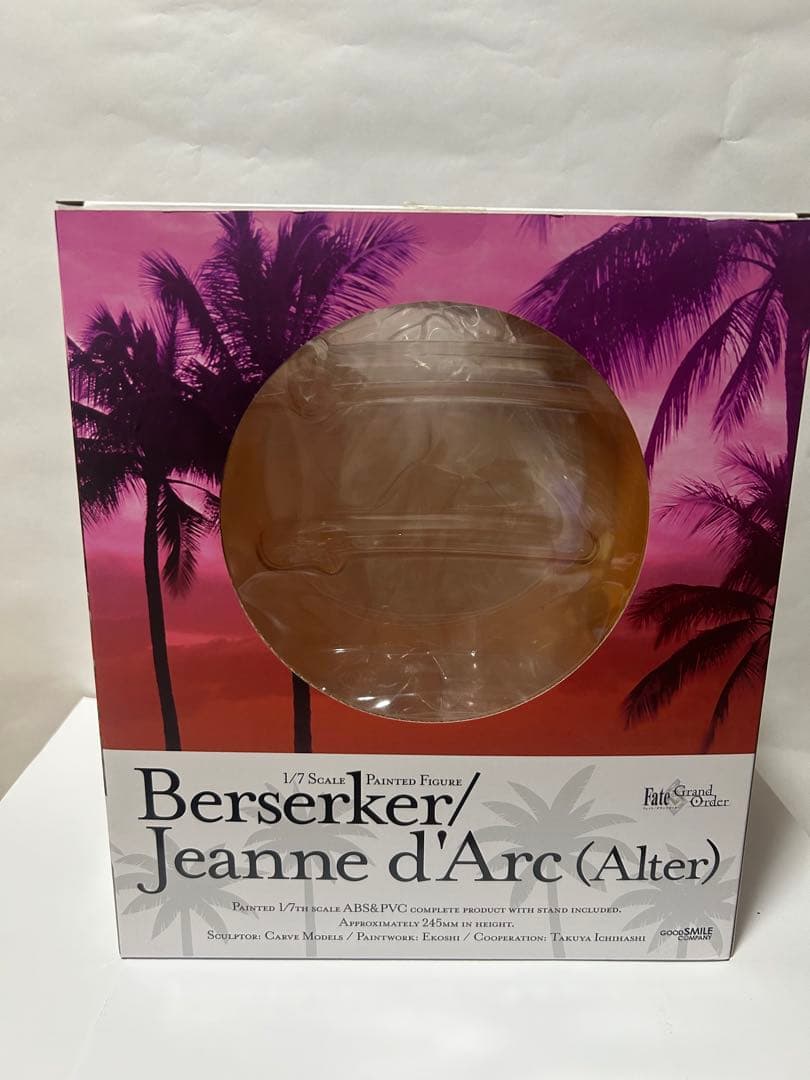 1/7 Scale Painted Figure
Berserker/
Jeanne d'Arc (Alter)
Fate Grand Order
Painted 1/7th scale ABS&PVC complete product with stand included.
Approximately 245mm in height.
Sculptor: Carve Models / Paintwork: Ekoshi / Cooperation: Takuya Ichihashi
GOOD SMILE
COMPANY